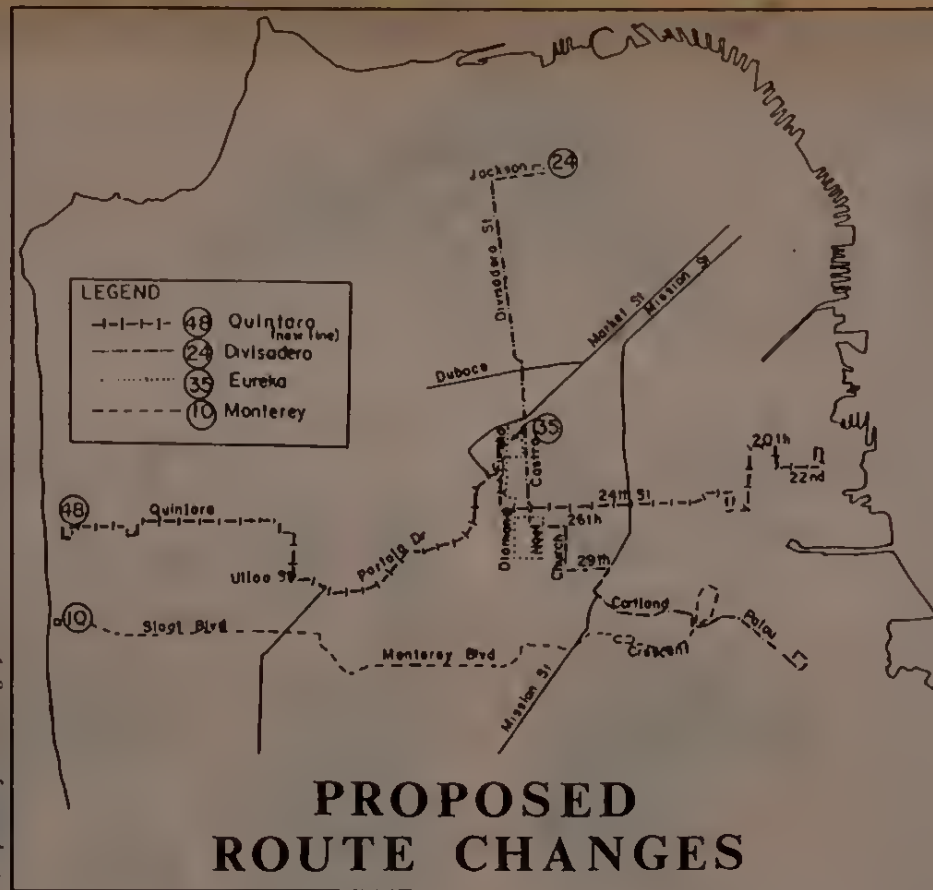 Jackson
24
Divisadero St
LEGEND
48 Quintara
(new line)
24 Divisadero
35 Eureka
10 Monterey
Market St
Mission St
Duboce
35
Castro
20th
22nd
48
Quintara
24th St
26th
Diamond
Noe
Church
29th
Portola Dr
Ulloa St
10
Sloat Blvd
Monterey Blvd
Cortland
Crescent
Palou
Mission St
PROPOSED
ROUTE CHANGES